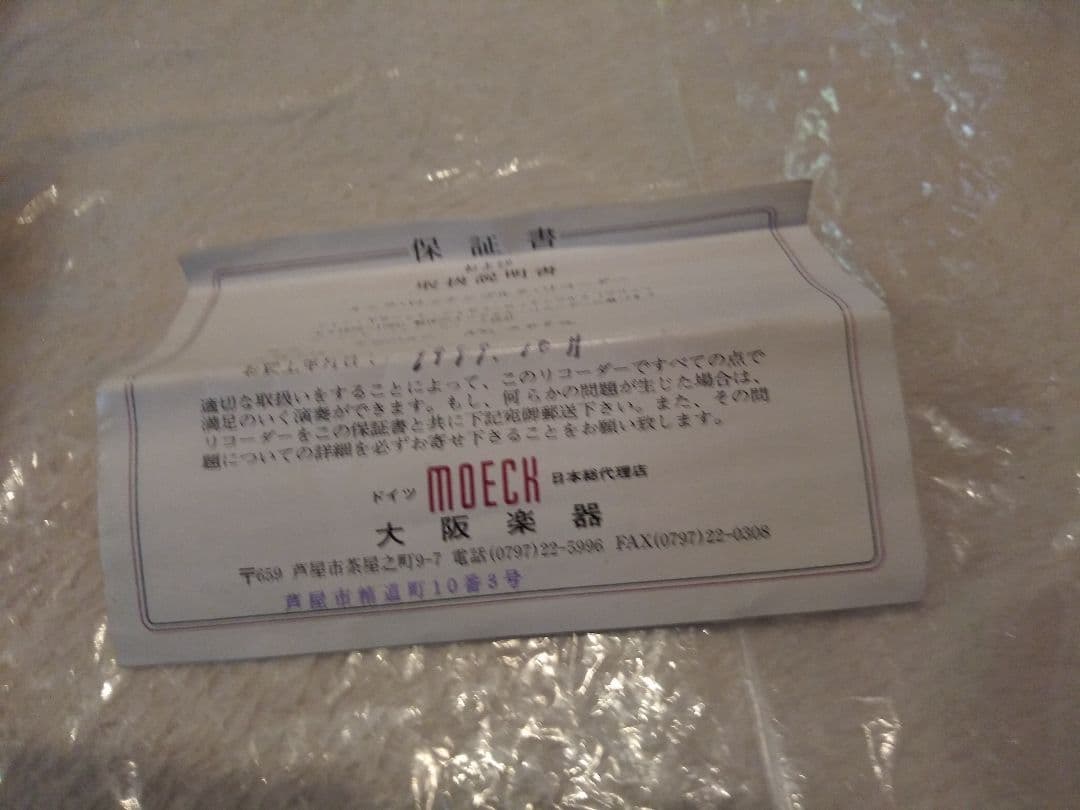 保証書
および
取扱説明書
適切な取扱いをすることによって、このリコーダーですべての点で
満足のいく演奏ができます。もし、何らかの問題が生じた場合は、
リコーダーをこの保証書と共に下記宛御郵送下さい。また、その問
題についての詳細を必ずお寄せ下さることをお願い致します。
ドイツ MOECK 日本総代理店
大阪楽器
〒659 芦屋市茶屋之町9-7 電話(0797)22-5996 FAX(0797)22-0308
芦屋市精道町10番3号